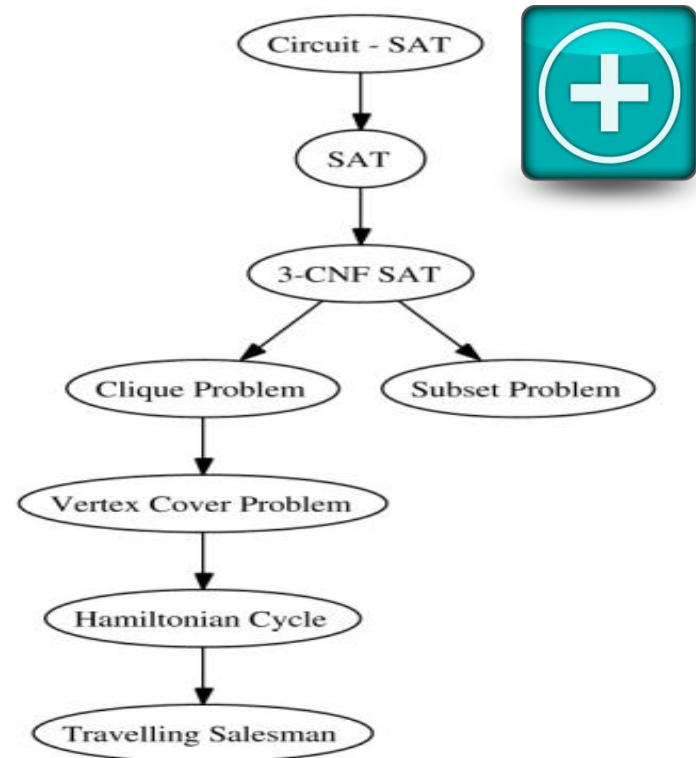 Circuit - SAT
SAT
3-CNF SAT
Clique Problem
Subset Problem
Vertex Cover Problem
Hamiltonian Cycle
Travelling Salesman